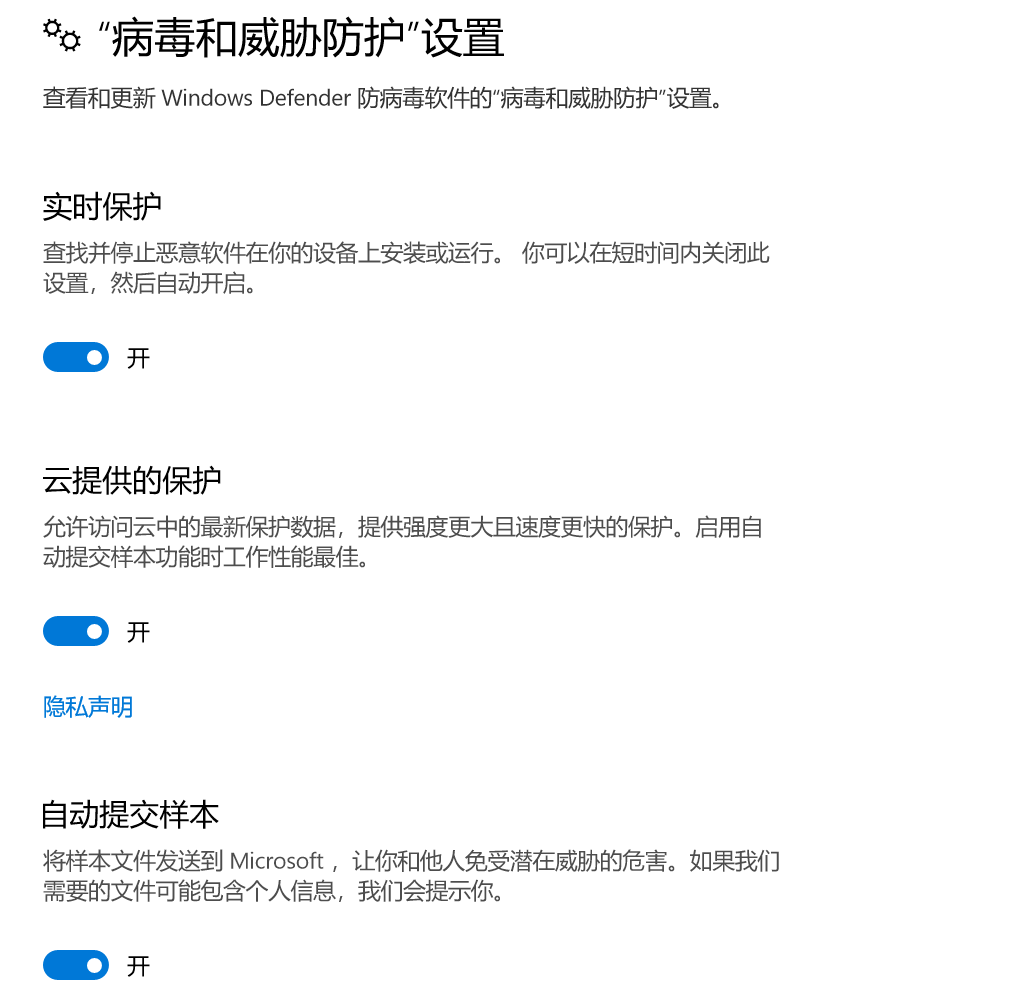 “病毒和威胁防护”设置
查看和更新 Windows Defender 防病毒软件的“病毒和威胁防护”设置。
实时保护
查找并停止恶意软件在你的设备上安装或运行。 你可以在短时间内关闭此
设置，然后自动开启。
开
云提供的保护
允许访问云中的最新保护数据，提供强度更大且速度更快的保护。启用自
动提交样本功能时工作性能最佳。
开
隐私声明
自动提交样本
将样本文件发送到 Microsoft ，让你和他人免受潜在威胁的危害。如果我们
需要的文件可能包含个人信息，我们会提示你。
开